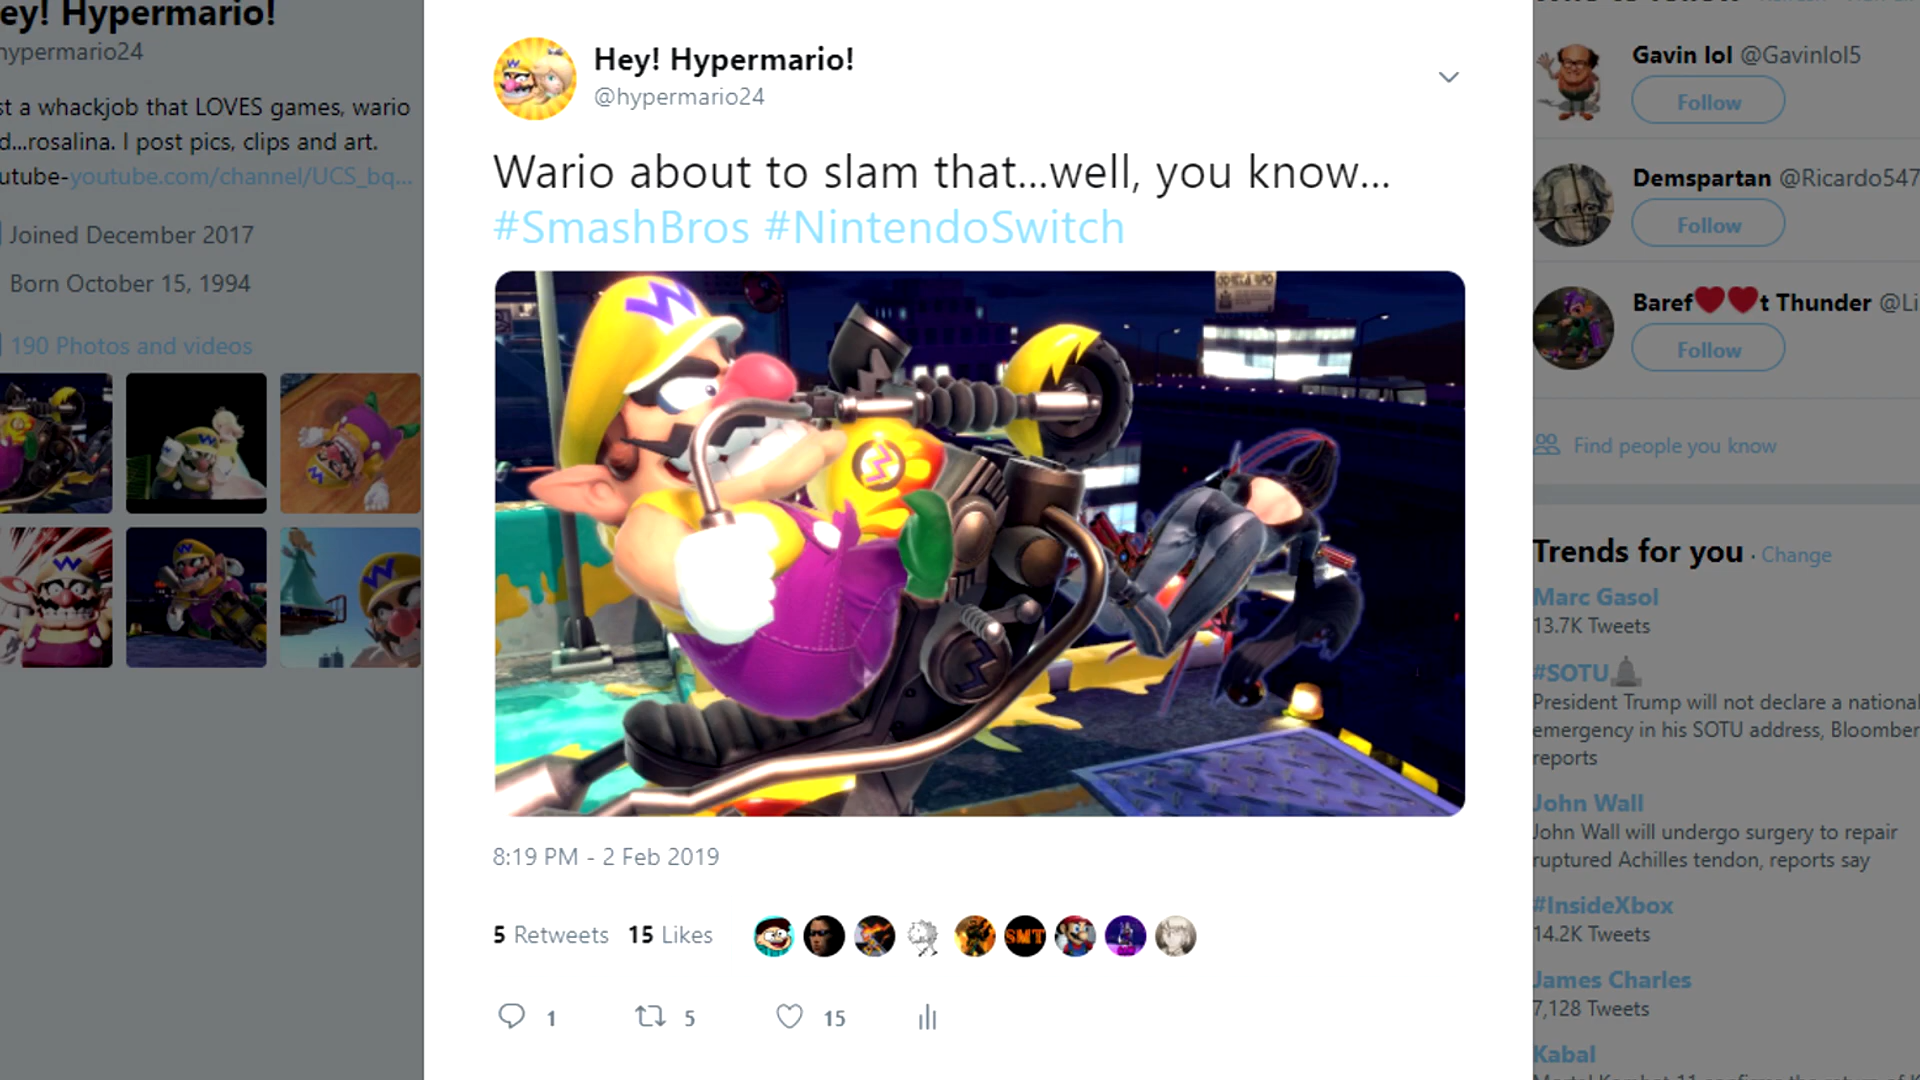 ey! Hypermario!
hypermario24
st a whackjob that LOVES games, wario
d...rosalina. I post pics, clips and art.
utube-youtube.com/channel/UCS_bq...
Joined December 2017
Born October 15, 1994
190 Photos and videos
Hey! Hypermario!
@hypermario24
Wario about to slam that...well, you know...
#SmashBros #NintendoSwitch
8:19 PM - 2 Feb 2019
5 Retweets 15 Likes
SMT
1 5 15
Gavin lol @Gavinlol5
Follow
Demspartan @Ricardo547
Follow
Baref❤❤t Thunder @Li
Follow
Find people you know
Trends for you · Change
Marc Gasol
13.7K Tweets
#SOTU
President Trump will not declare a national
emergency in his SOTU address, Bloomber
reports
John Wall
John Wall will undergo surgery to repair
ruptured Achilles tendon, reports say
#InsideXbox
14.2K Tweets
James Charles
7,128 Tweets
Kabal